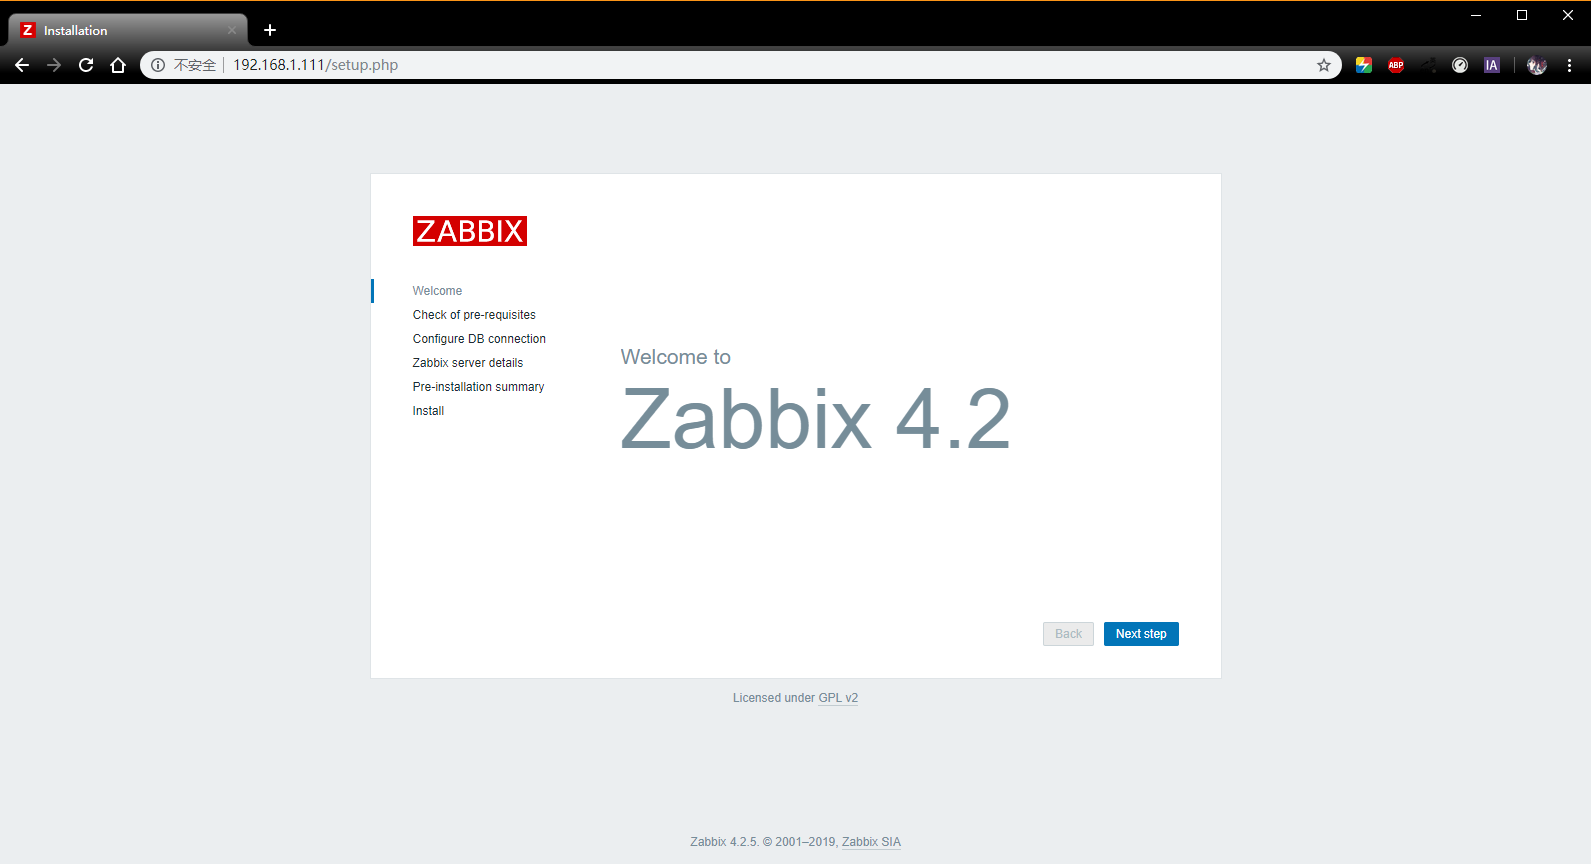 Z Installation
不安全 192.168.1.111/setup.php
ABP
IA
ZABBIX
Welcome
Check of pre-requisites
Configure DB connection
Zabbix server details
Pre-installation summary
Install
Welcome to
Zabbix 4.2
Back Next step
Licensed under GPL v2
Zabbix 4.2.5. © 2001–2019, Zabbix SIA